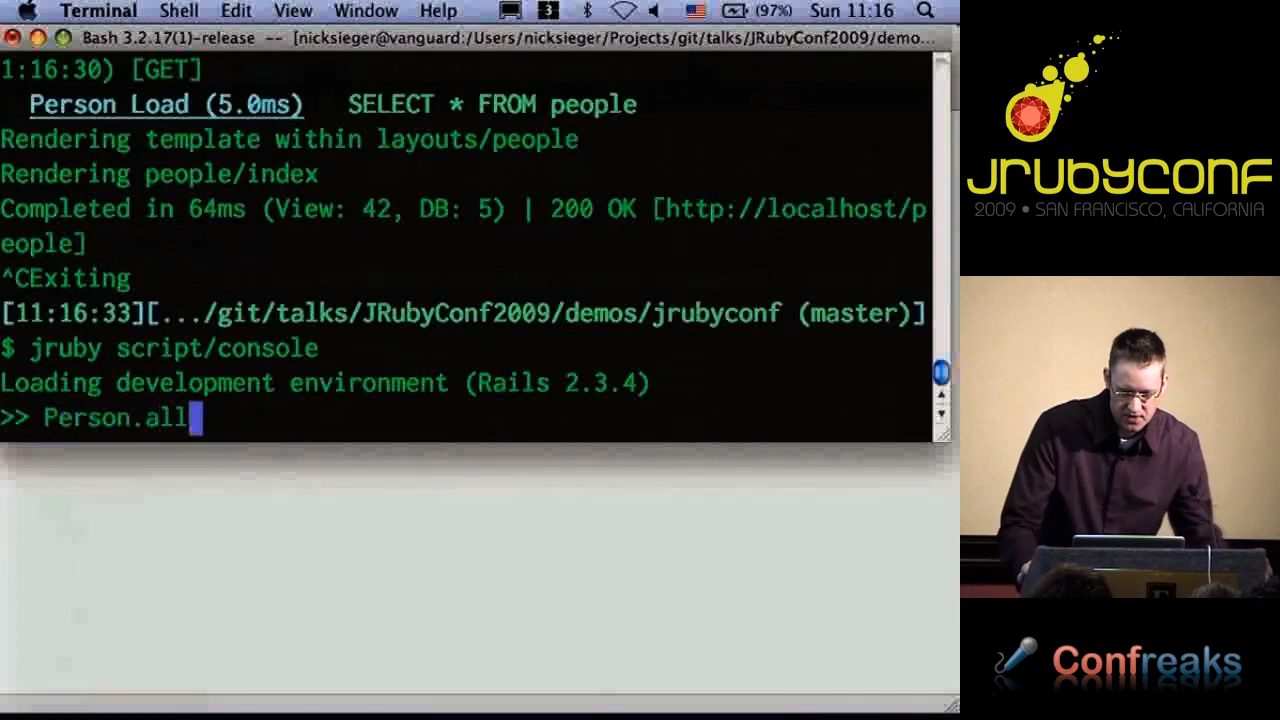 Terminal Shell Edit View Window Help 3 (97%) Sun 11:16
Bash 3.2.17(1)-release -- [nicksieger@vanguard:/Users/nicksieger/Projects/git/talks/JRubyConf2009/demo...
1:16:30) [GET]
Person Load (5.0ms) SELECT * FROM people
Rendering template within layouts/people
Rendering people/index
Completed in 64ms (View: 42, DB: 5) | 200 OK [http://localhost/p
eople]
^CExiting
[11:16:33][.../git/talks/JRubyConf2009/demos/jrubyconf (master)]
$ jruby script/console
Loading development environment (Rails 2.3.4)
>> Person.all
JRUBYCONF
2009 • SAN FRANCISCO, CALIFORNIA
Confreaks